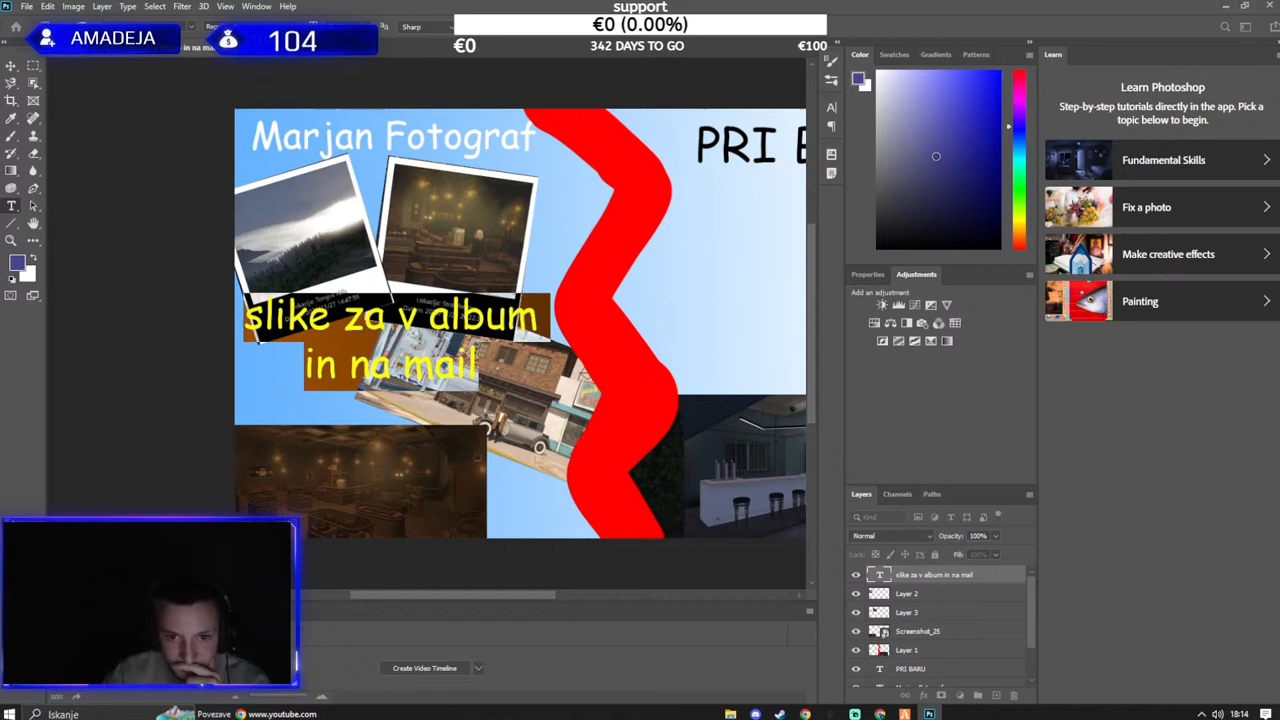 File Edit Image Layer Type Select Filter 3D View Window Help
support
€0 (0.00%)
€0 342 DAYS TO GO €100
AMADEJA
104
Sharp
Marjan Fotograf
PRI B
slike za v album
in na mail
Color Swatches Gradients Patterns
Learn
Learn Photoshop
Step-by-step tutorials directly in the app. Pick a
topic below to begin.
Fundamental Skills
Fix a photo
Make creative effects
Painting
Properties Adjustments
Add an adjustment
Layers Channels Paths
Kind
Normal Opacity: 100%
Lock: Fill: 100%
slike za v album in na mail
Layer 2
Layer 3
Screenshot_25
Layer 1
PRI BARU
Create Video Timeline
Iskanje
Povezave
www.youtube.com
18:14